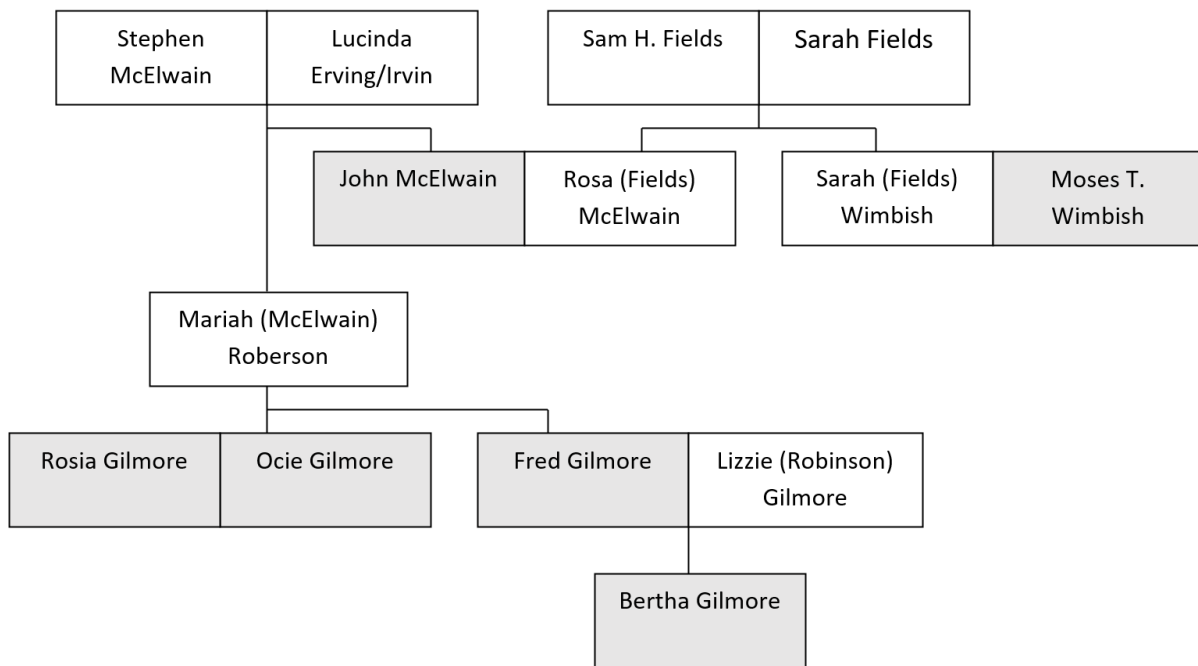 Stephen
McElwain
Lucinda
Erving/Irvin
Sam H. Fields
Sarah Fields
John McElwain
Rosa (Fields)
McElwain
Sarah (Fields)
Wimbish
Moses T.
Wimbish
Mariah (McElwain)
Roberson
Rosia Gilmore
Ocie Gilmore
Fred Gilmore
Lizzie (Robinson)
Gilmore
Bertha Gilmore